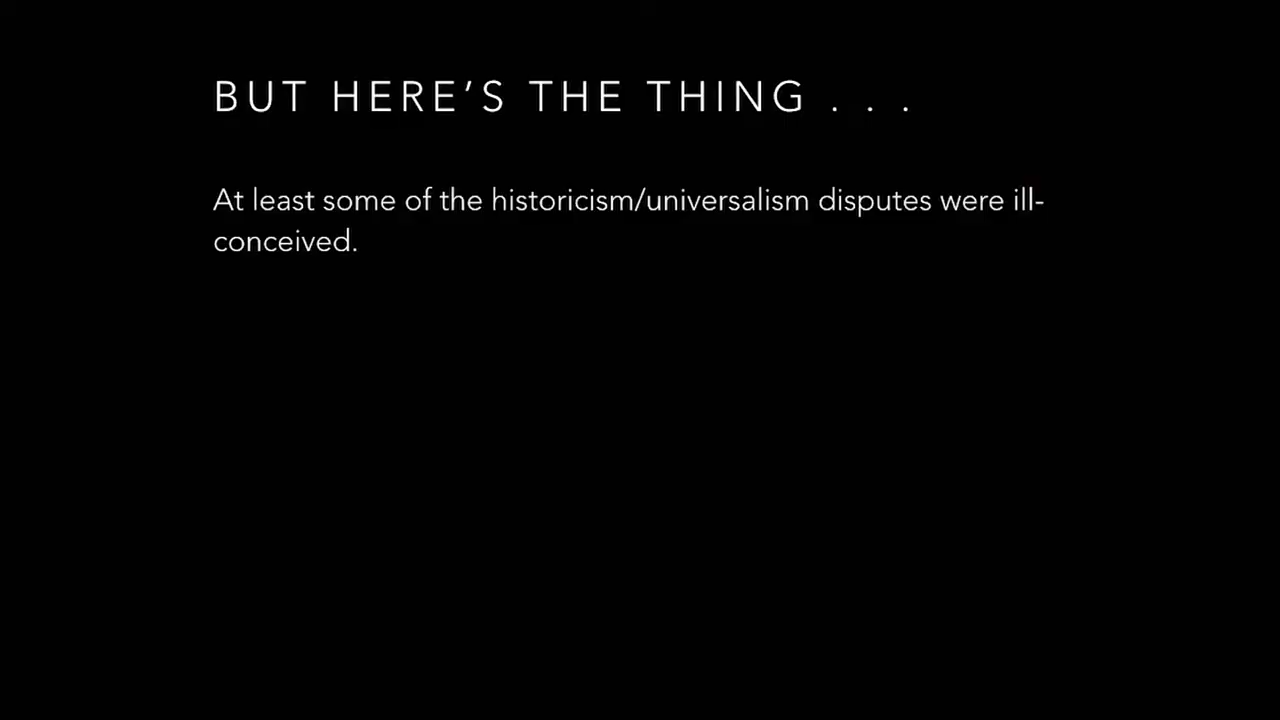 BUT HERE’S THE THING . . .
At least some of the historicism/universalism disputes were ill-
conceived.